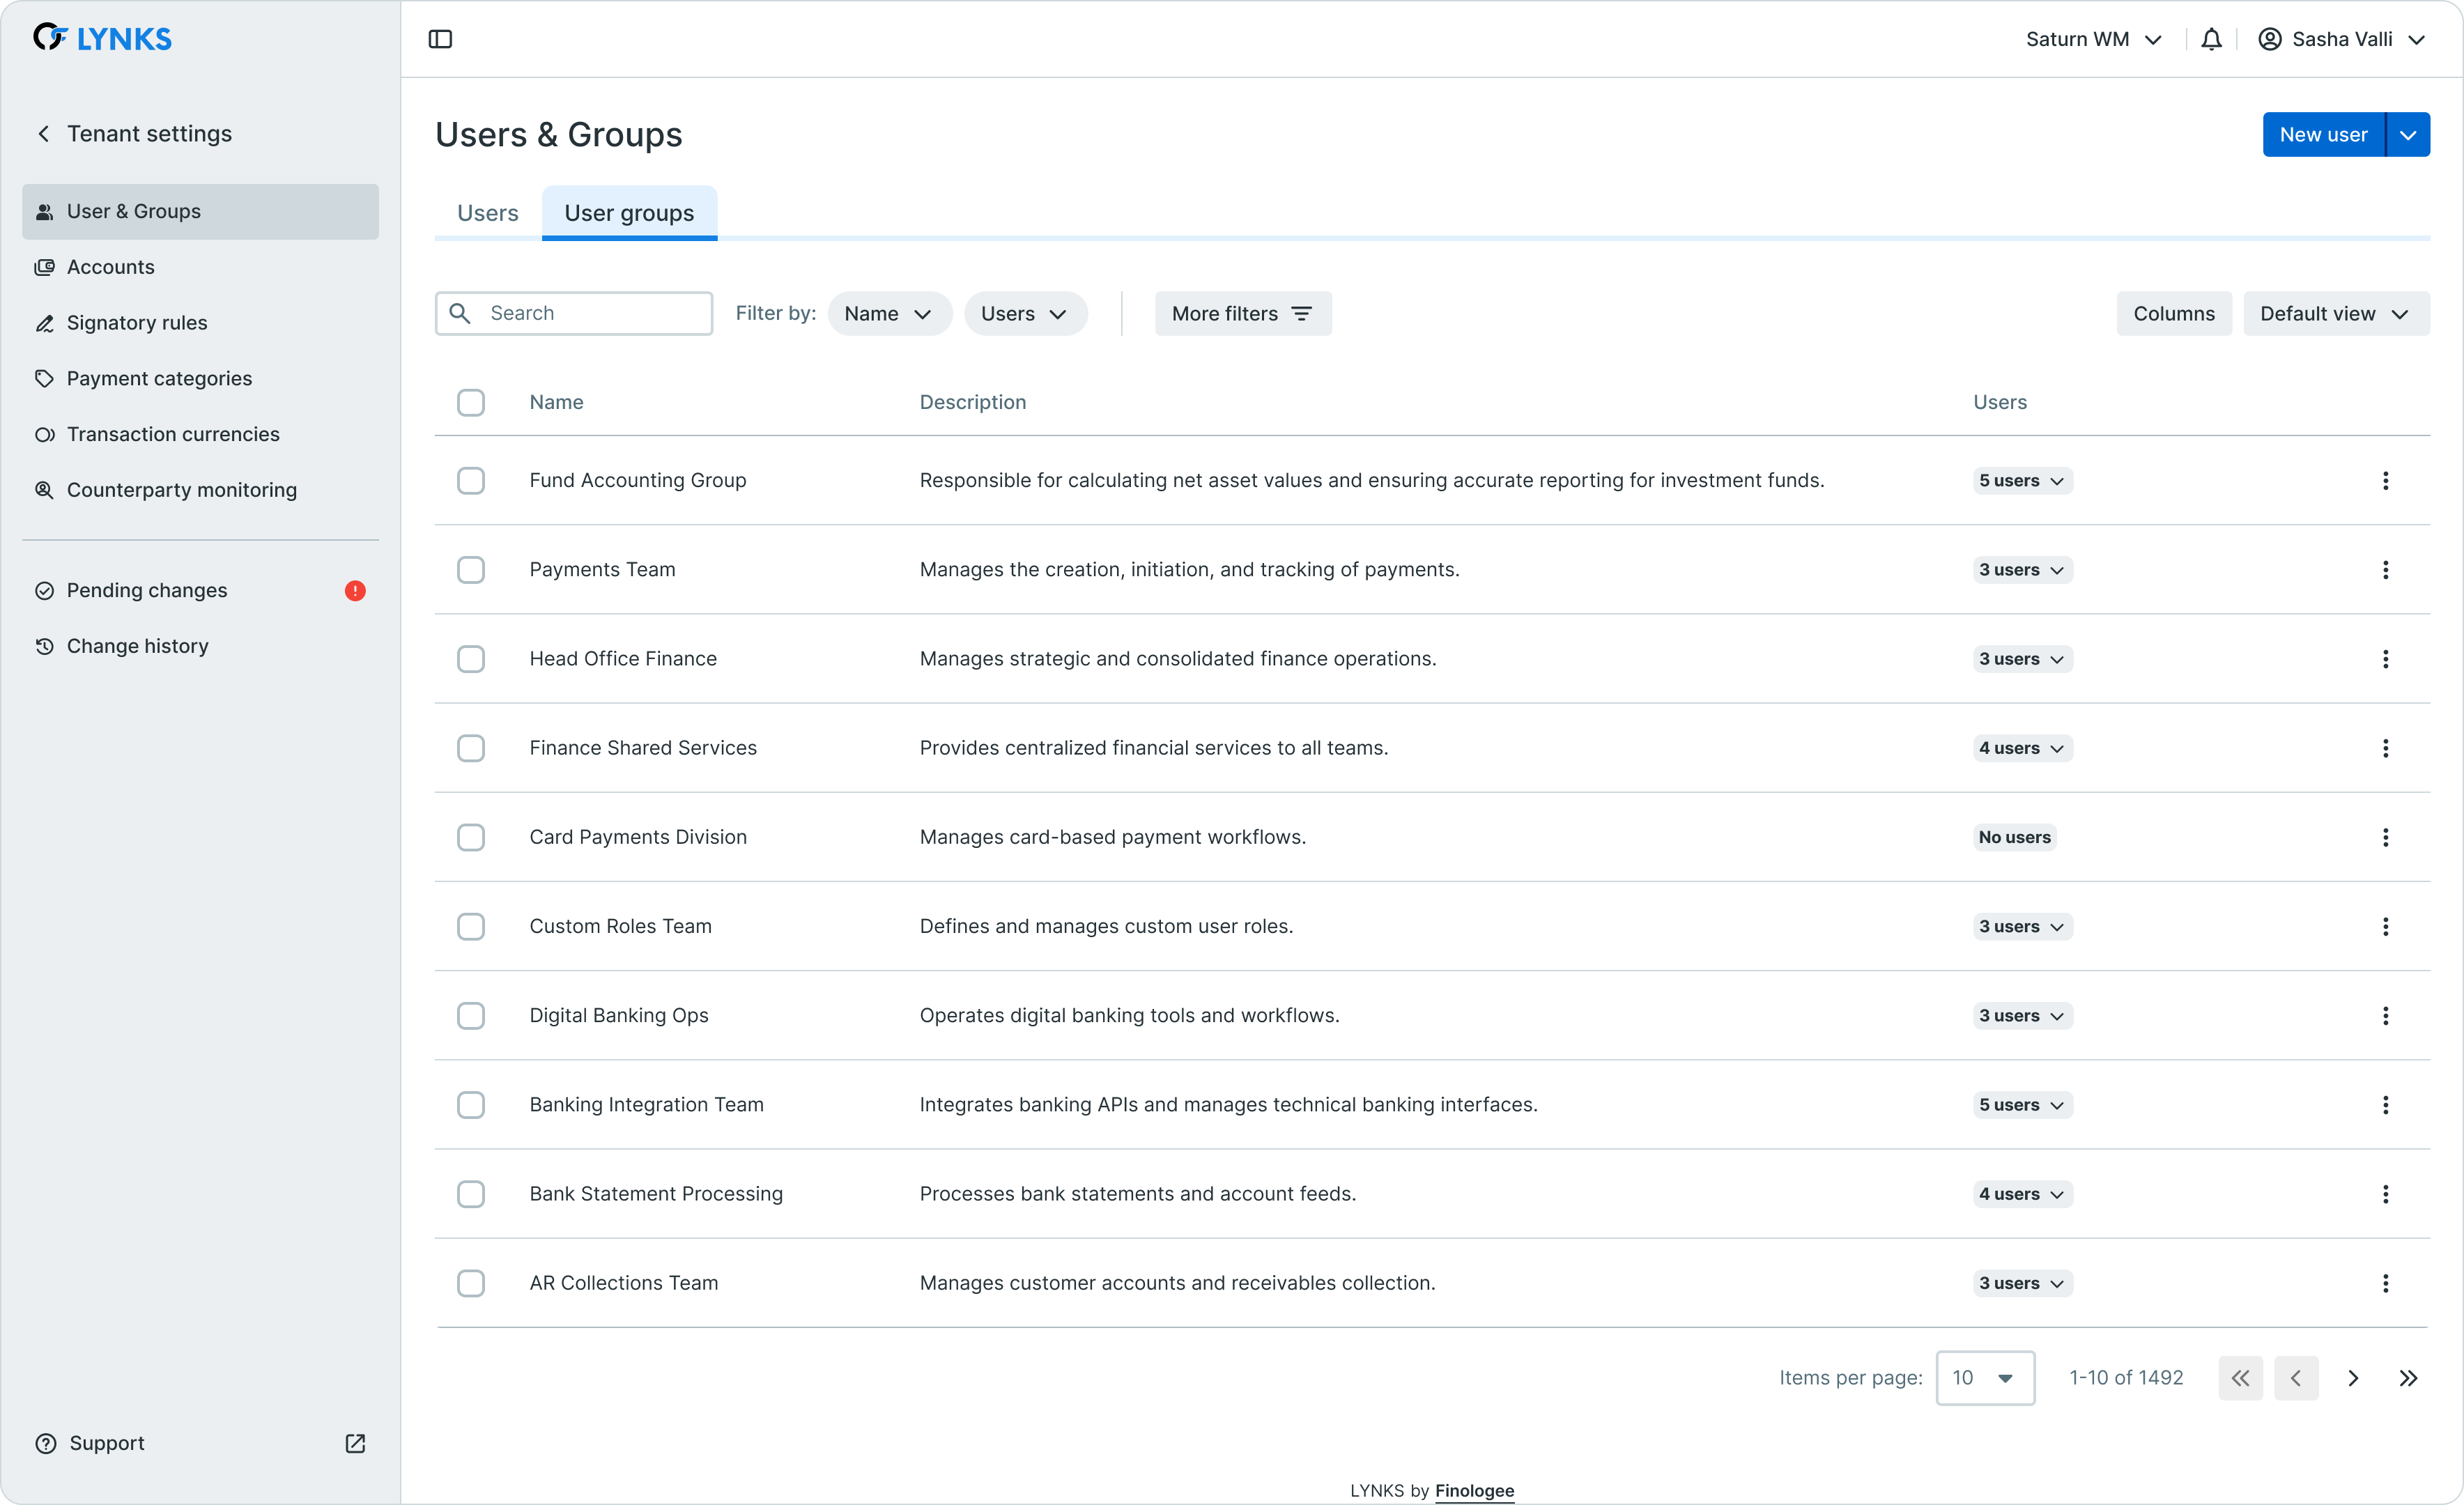 LYNKS
Saturn WM
Sasha Valli
Tenant settings
User & Groups
Accounts
Signatory rules
Payment categories
Transaction currencies
Counterparty monitoring
Pending changes
Change history
Support
Users & Groups
New user
Users
User groups
Search
Filter by:
Name
Users
More filters
Columns
Default view
Name Description Users
Fund Accounting Group Responsible for calculating net asset values and ensuring accurate reporting for investment funds. 5 users
Payments Team Manages the creation, initiation, and tracking of payments. 3 users
Head Office Finance Manages strategic and consolidated finance operations. 3 users
Finance Shared Services Provides centralized financial services to all teams. 4 users
Card Payments Division Manages card-based payment workflows. No users
Custom Roles Team Defines and manages custom user roles. 3 users
Digital Banking Ops Operates digital banking tools and workflows. 3 users
Banking Integration Team Integrates banking APIs and manages technical banking interfaces. 5 users
Bank Statement Processing Processes bank statements and account feeds. 4 users
AR Collections Team Manages customer accounts and receivables collection. 3 users
Items per page: 10 1-10 of 1492
LYNKS by Finologee